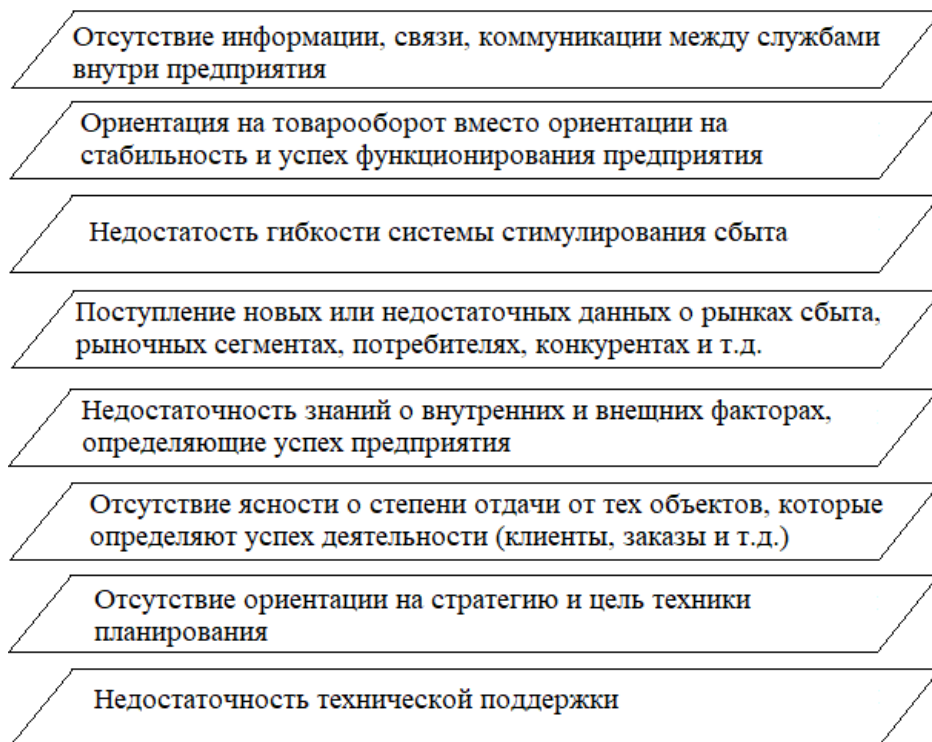 Отсутствие информации, связи, коммуникации между службами
внутри предприятия
Ориентация на товарооборот вместо ориентации на
стабильность и успех функционирования предприятия
Недостатость гибкости системы стимулирования сбыта
Поступление новых или недостаточных данных о рынках сбыта,
рыночных сегментах, потребителях, конкурентах и т.д.
Недостаточность знаний о внутренних и внещних факторах,
определяющие успех предприятия
Отсутствие ясности о степени отдачи от тех объектов, которые
определяют успех деятельности (клиенты, заказы и т.д.)
Отсутствие ориентации на стратегию и цель техники
планирования
Недостаточность технической поддержки